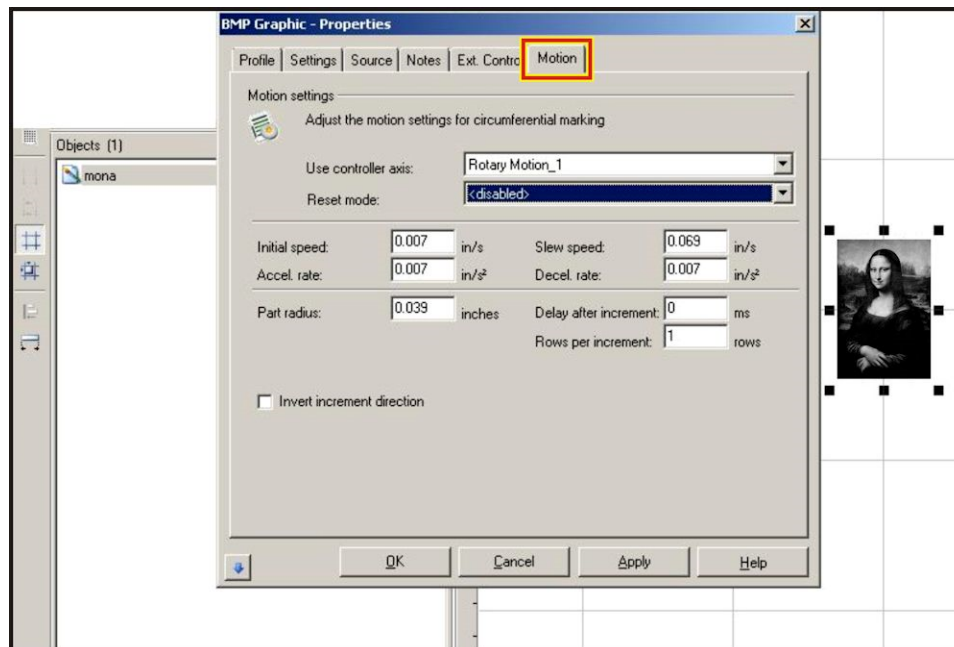 BMP Graphic - Properties
Profile Settings Source Notes Ext. Contro Motion
Motion settings
Adjust the motion settings for circumferential marking
Objects (1)
mona
Use controller axis: Rotary Motion_1
Reset mode: <disabled>
Initial speed: 0.007 in/s Slew speed: 0.069 in/s
Accel. rate: 0.007 in/s² Decel. rate: 0.007 in/s²
Part radius: 0.039 inches Delay after increment: 0 ms
Rows per increment: 1 rows
Invert increment direction
OK Cancel Apply Help